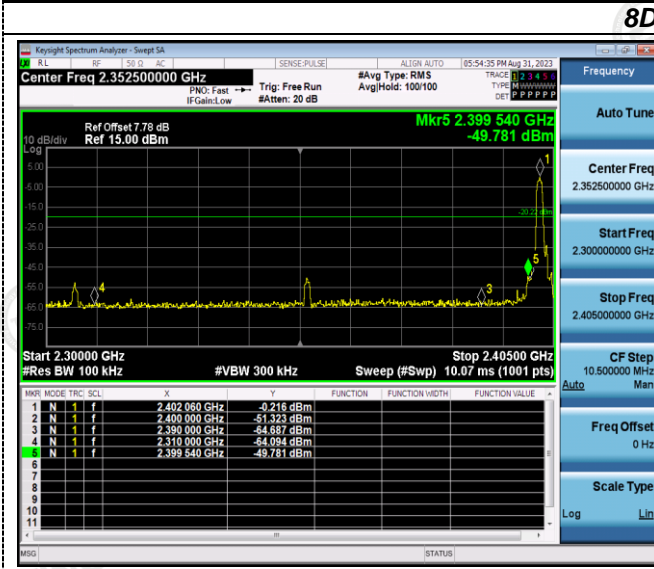 8D
Keysight Spectrum Analyzer - Swept SA
RL RF 50 Ω AC SENSE:PULSE ALIGN AUTO 05:54:35 PM Aug 31, 2023
Center Freq 2.352500000 GHz
PNO: Fast
IFGain:Low
Trig: Free Run
#Atten: 20 dB
#Avg Type: RMS
Avg|Hold: 100/100
TRACE 1 2 3 4 5 6
TYPE M WWWWW
DET P P P P P P
Ref Offset 7.78 dB
10 dB/div Ref 15.00 dBm
Log
Mkr5 2.399 540 GHz
-49.781 dBm
5.00
-5.00
-15.0
-25.0
-35.0
-45.0
-55.0
-65.0
-75.0
-20.22 dBm
1
5
3
4
Start 2.30000 GHz Stop 2.40500 GHz
#Res BW 100 kHz #VBW 300 kHz Sweep (#Swp) 10.07 ms (1001 pts)
MKR MODE TRC SCL X Y FUNCTION FUNCTION WIDTH FUNCTION VALUE
1 N 1 f 2.402 060 GHz -0.216 dBm
2 N 1 f 2.400 000 GHz -51.323 dBm
3 N 1 f 2.390 000 GHz -64.687 dBm
4 N 1 f 2.310 000 GHz -64.094 dBm
5 N 1 f 2.399 540 GHz -49.781 dBm
6
7
8
9
10
11
MSG STATUS
Frequency
Auto Tune
Center Freq
2.352500000 GHz
Start Freq
2.300000000 GHz
Stop Freq
2.405000000 GHz
CF Step
10.500000 MHz
Auto Man
Freq Offset
0 Hz
Scale Type
Log Lin